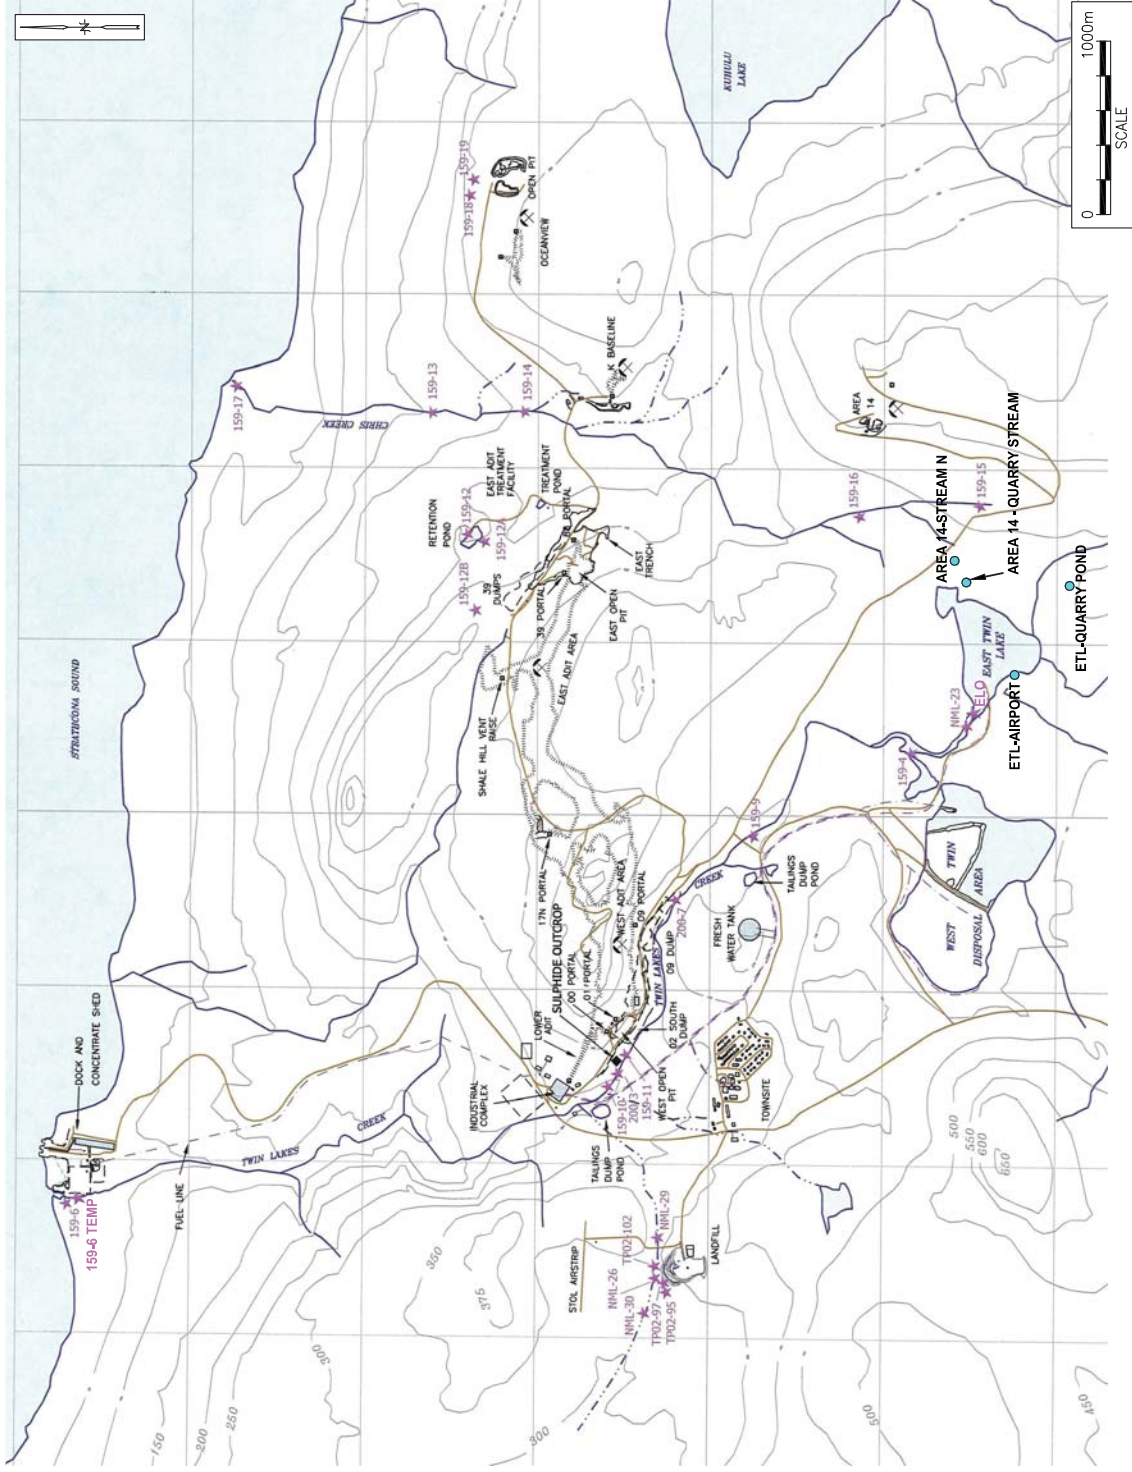 N
STRATHCONA SOUND
159-6
159-6 TEMP
DOCK AND
CONCENTRATE SHED
FUEL LINE
TWIN LAKES
CREEK
150
200
250
300
350
375
300
STOL AIRSTRIP
NML-30
NML-26
TP02-102
NML-29
TP02-97
TP02-95
LANDFILL
INDUSTRIAL
COMPLEX
LOWER
ADIT
TAILINGS
DUMP
POND
159-10
200/3
159-11
WEST OPEN
PIT
SULPHIDE OUTCROP
00 PORTAL
01 PORTAL
17N PORTAL
WEST ADIT AREA
09 PORTAL
TWIN LAKES
CREEK
09 DUMP
02 SOUTH
DUMP
200-7
TOWNSITE
FRESH
WATER TANK
TAILINGS
DUMP
POND
159-9
SHALE HILL VENT
RAISE
EAST ADIT AREA
39 PORTAL
39
DUMPS
159-12B
159-12A
159-12
RETENTION
POND
EAST ADIT
TREATMENT
FACILITY
TREATMENT
POND
88 PORTAL
EAST OPEN
PIT
EAST
TRENCH
159-17
CHRIS CREEK
159-13
159-14
K BASELINE
159-18
159-19
OPEN PIT
OCEANVIEW
KUHULU
LAKE
AREA
14
159-16
159-15
AREA 14-STREAM N
AREA 14 - QUARRY STREAM
EAST TWIN
LAKE
ETL-QUARRY POND
ETL-AIRPORT
NML-23
ELO
159-4
WEST TWIN
DISPOSAL AREA
500
550
600
650
500
450
0 1000m
SCALE